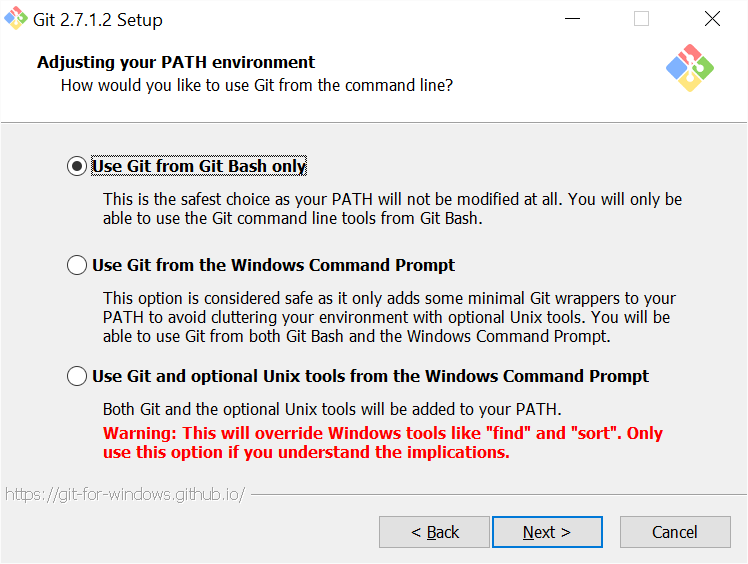 Git 2.7.1.2 Setup
Adjusting your PATH environment
How would you like to use Git from the command line?
Use Git from Git Bash only
This is the safest choice as your PATH will not be modified at all. You will only be
able to use the Git command line tools from Git Bash.
Use Git from the Windows Command Prompt
This option is considered safe as it only adds some minimal Git wrappers to your
PATH to avoid cluttering your environment with optional Unix tools. You will be
able to use Git from both Git Bash and the Windows Command Prompt.
Use Git and optional Unix tools from the Windows Command Prompt
Both Git and the optional Unix tools will be added to your PATH.
Warning: This will override Windows tools like "find" and "sort". Only
use this option if you understand the implications.
https://git-for-windows.github.io/
< Back Next > Cancel